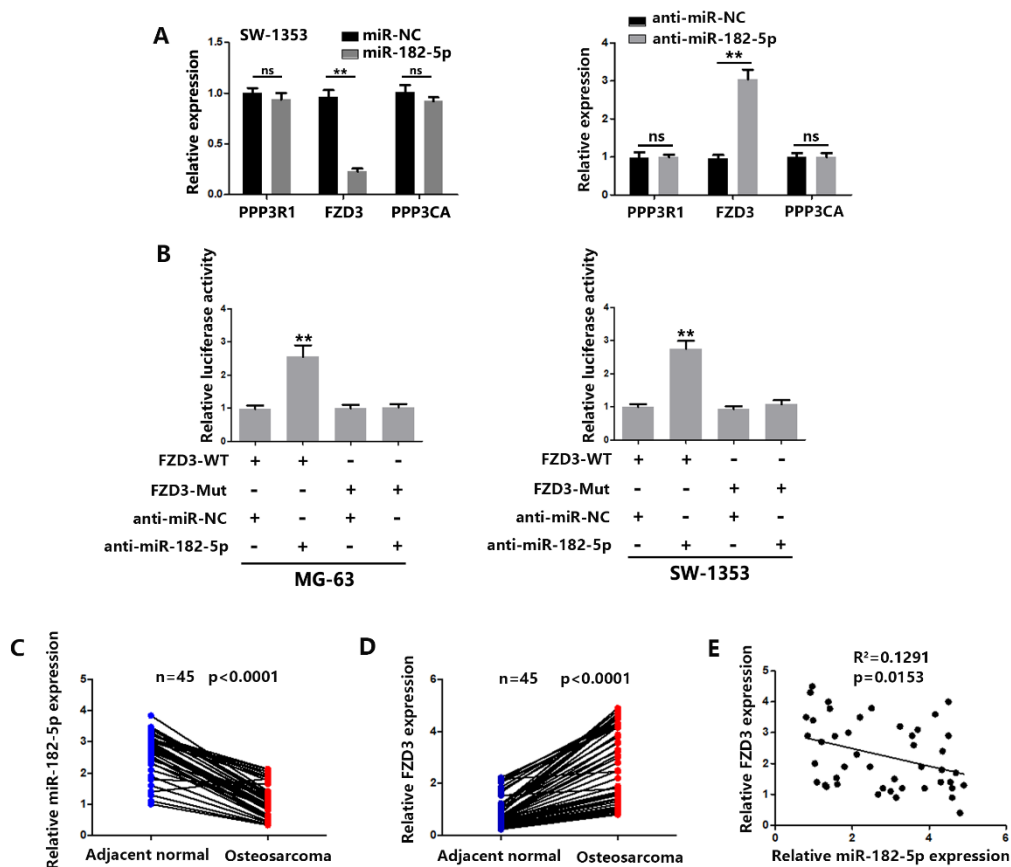 A
SW-1353
miR-NC
miR-182-5p
Relative expression
1.5
1.0
0.5
0.0
ns
**
ns
PPP3R1 FZD3 PPP3CA
anti-miR-NC
anti-miR-182-5p
Relative expression
5
4
3
2
1
0
ns
**
ns
PPP3R1 FZD3 PPP3CA
B
Relative luciferase activity
4
3
2
1
0
**
FZD3-WT + + - -
FZD3-Mut - - + +
anti-miR-NC + - + -
anti-miR-182-5p - + - +
MG-63
Relative luciferase activity
4
3
2
1
0
**
FZD3-WT + + - -
FZD3-Mut - - + +
anti-miR-NC + - + -
anti-miR-182-5p - + - +
SW-1353
C
Relative miR-182-5p expression
n=45 p<0.0001
5
4
3
2
1
0
Adjacent normal Osteosarcoma
D
Relative FZD3 expression
n=45 p<0.0001
6
4
2
0
Adjacent normal Osteosarcoma
E
R²=0.1291
p=0.0153
Relative FZD3 expression
5
4
3
2
1
0
0 2 4 6
Relative miR-182-5p expression